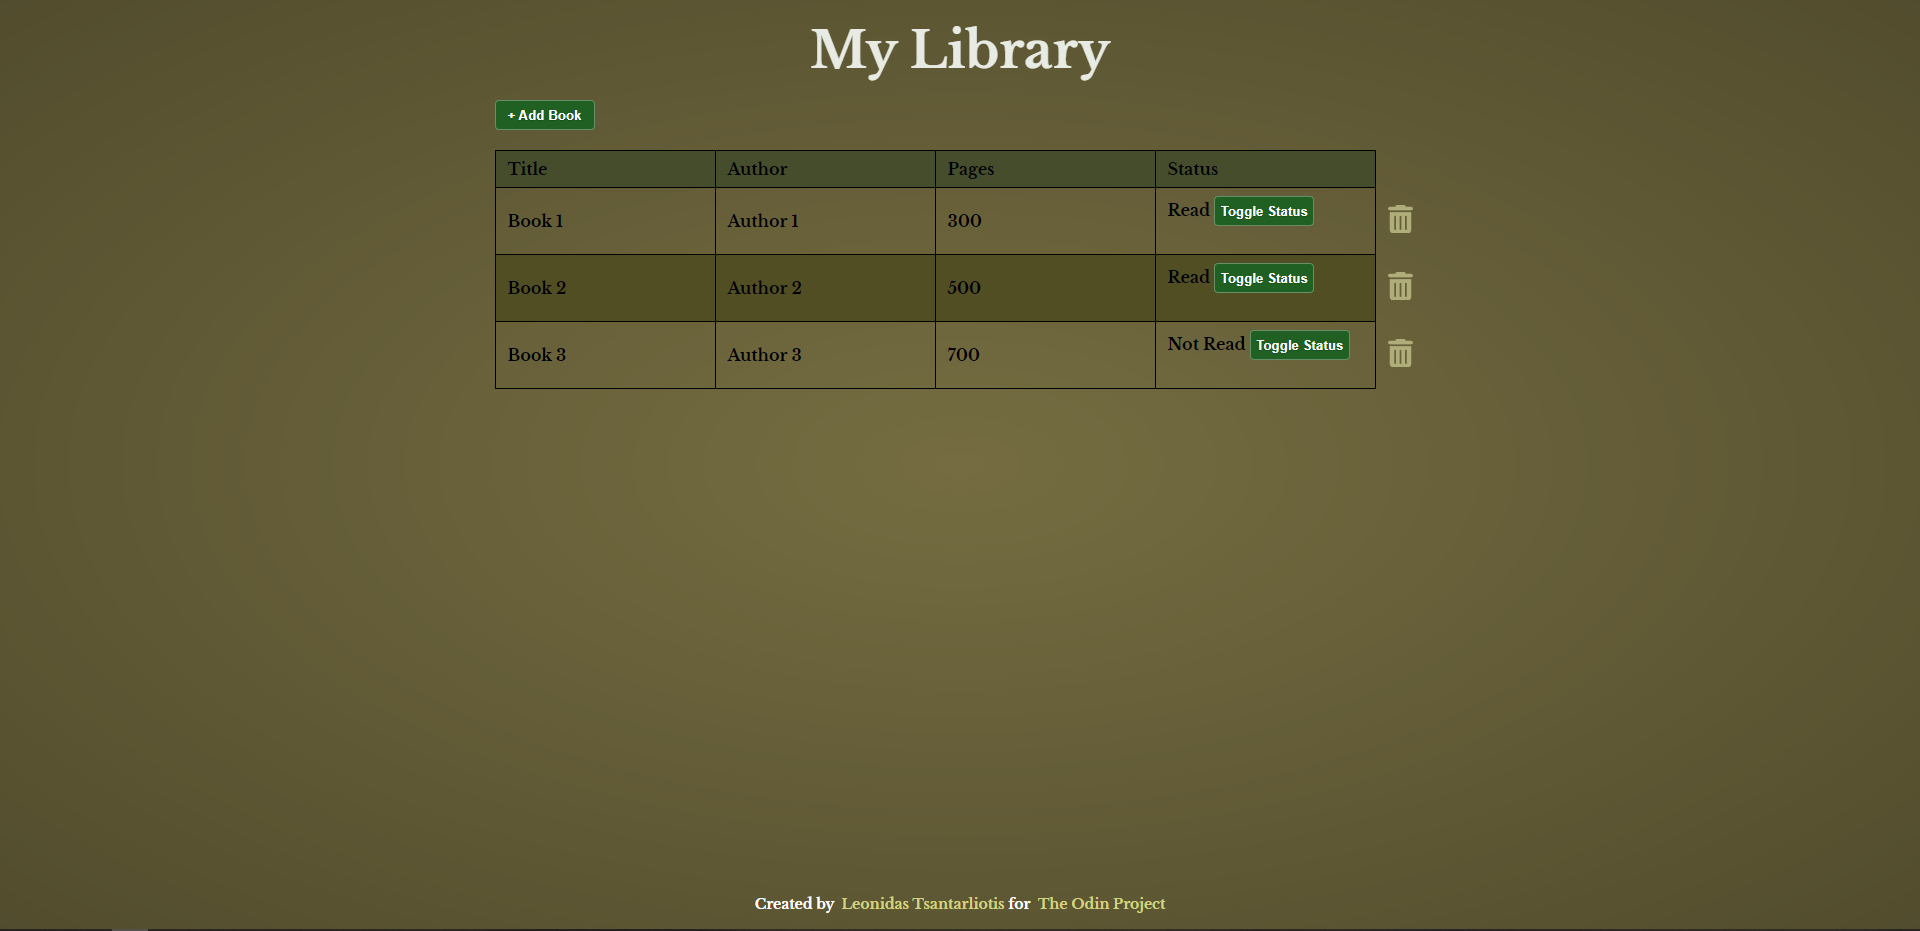 My Library
+ Add Book
Title Author Pages Status
Book 1 Author 1 300 Read Toggle Status
Book 2 Author 2 500 Read Toggle Status
Book 3 Author 3 700 Not Read Toggle Status
Created by Leonidas Tsantarliotis for The Odin Project